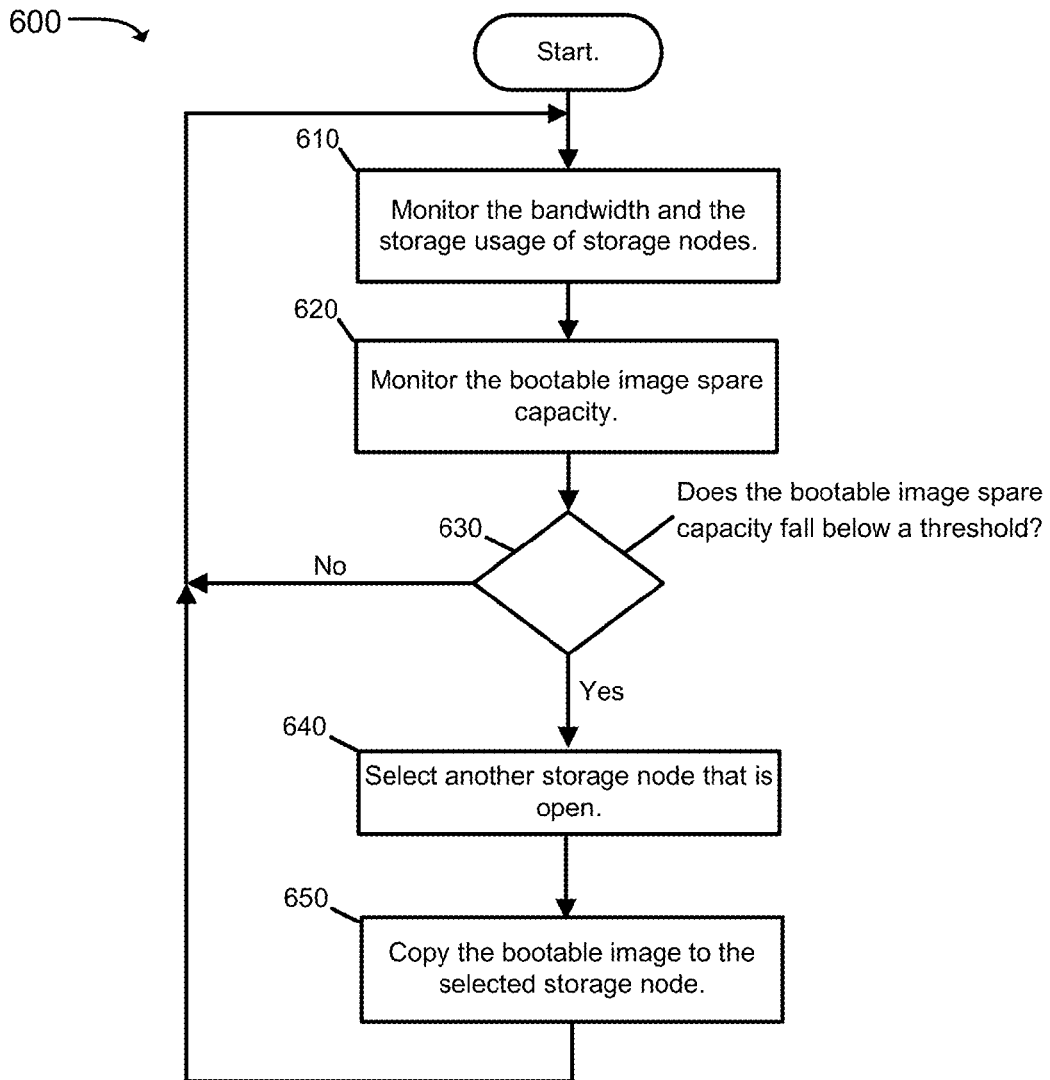 600
Start.
610
Monitor the bandwidth and the
storage usage of storage nodes.
620
Monitor the bootable image spare
capacity.
Does the bootable image spare
capacity fall below a threshold?
630
No
Yes
640
Select another storage node that is
open.
650
Copy the bootable image to the
selected storage node.